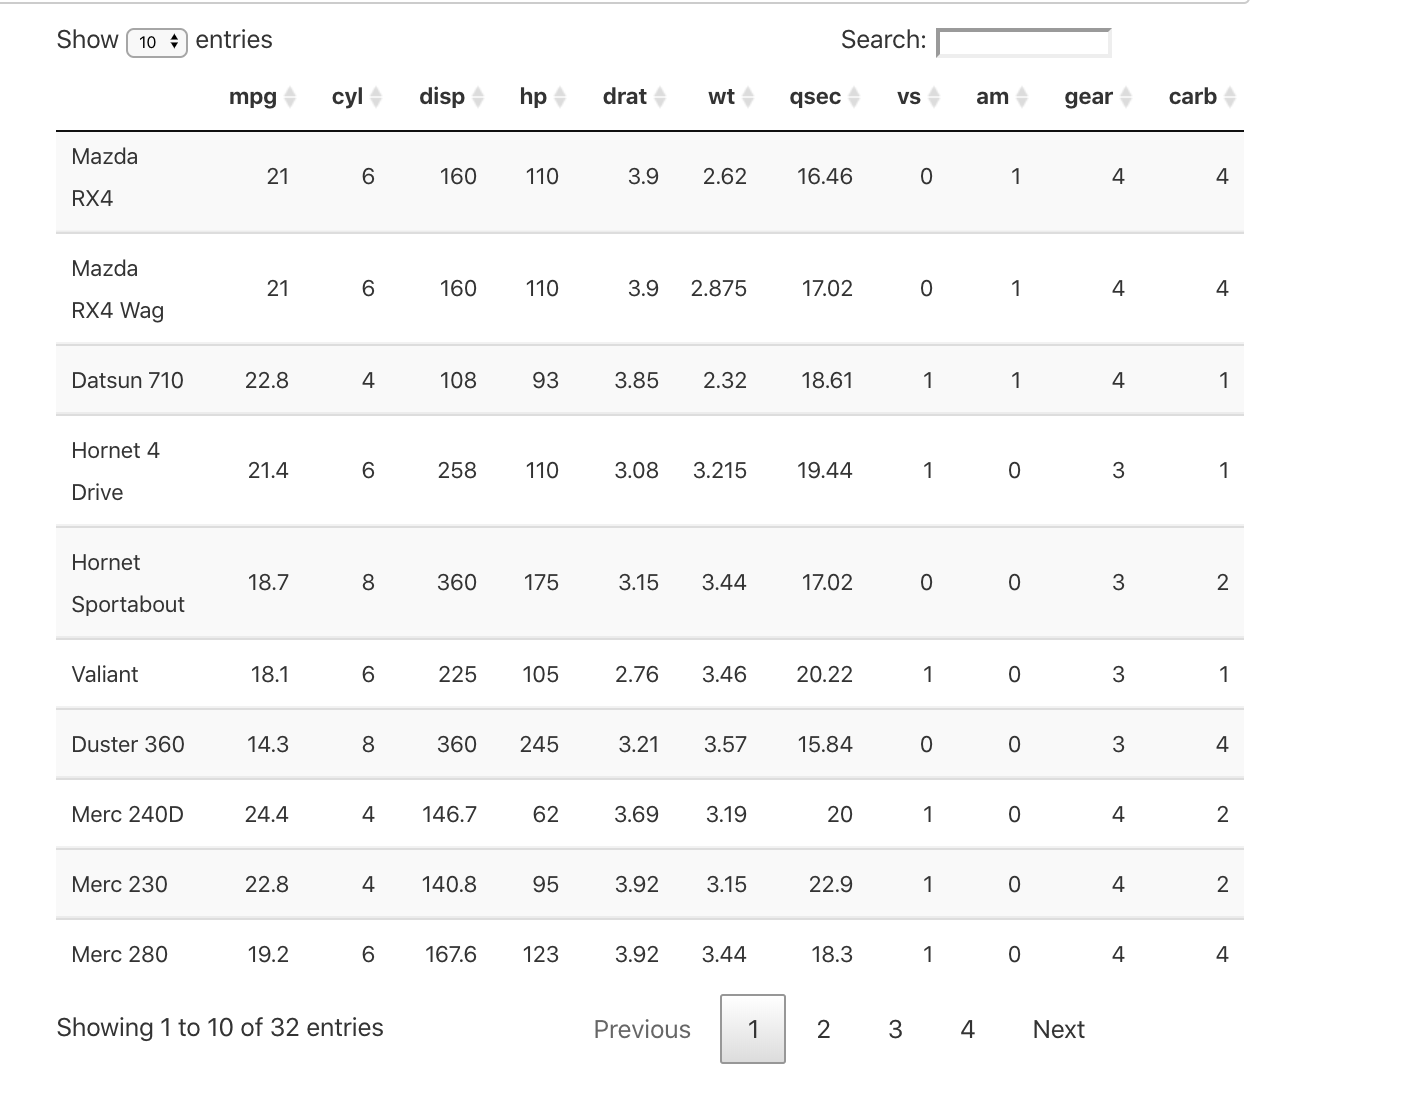 Show 10 entries Search:
mpg cyl disp hp drat wt qsec vs am gear carb
Mazda
RX4 21 6 160 110 3.9 2.62 16.46 0 1 4 4
Mazda
RX4 Wag 21 6 160 110 3.9 2.875 17.02 0 1 4 4
Datsun 710 22.8 4 108 93 3.85 2.32 18.61 1 1 4 1
Hornet 4
Drive 21.4 6 258 110 3.08 3.215 19.44 1 0 3 1
Hornet
Sportabout 18.7 8 360 175 3.15 3.44 17.02 0 0 3 2
Valiant 18.1 6 225 105 2.76 3.46 20.22 1 0 3 1
Duster 360 14.3 8 360 245 3.21 3.57 15.84 0 0 3 4
Merc 240D 24.4 4 146.7 62 3.69 3.19 20 1 0 4 2
Merc 230 22.8 4 140.8 95 3.92 3.15 22.9 1 0 4 2
Merc 280 19.2 6 167.6 123 3.92 3.44 18.3 1 0 4 4
Showing 1 to 10 of 32 entries Previous 1 2 3 4 Next